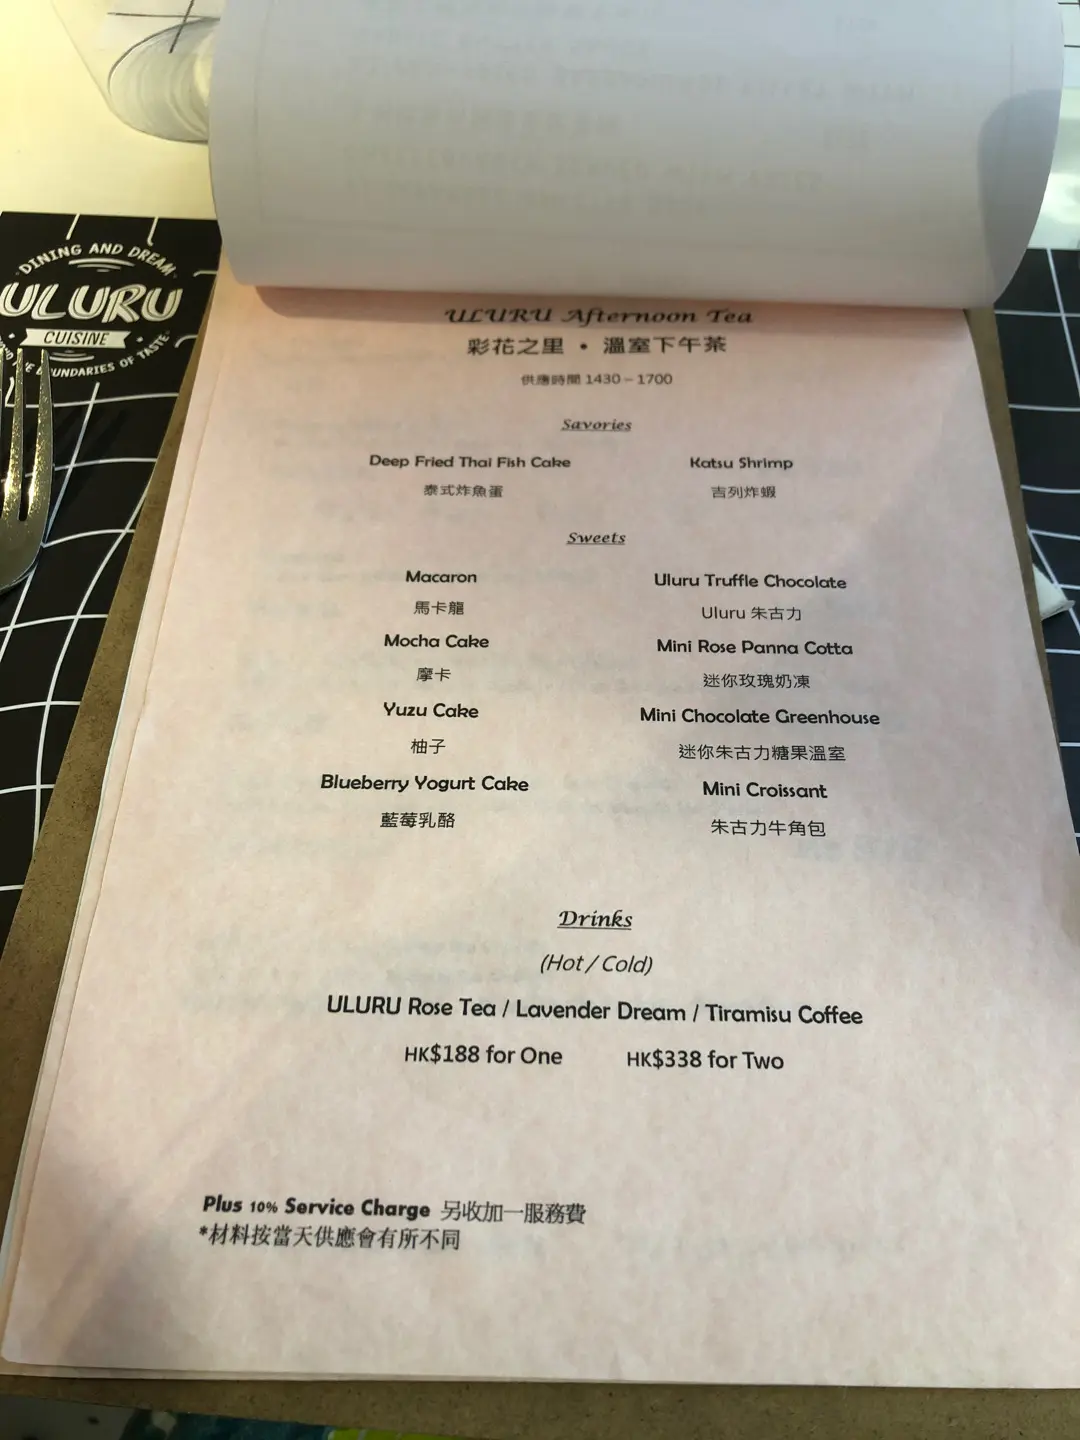 DINING AND DREAM
ULURU
CUISINE
BOUNDARIES OF TASTE
ULURU Afternoon Tea
彩花之里 • 溫室下午茶
供應時間 1430 – 1700
Savories
Deep Fried Thai Fish Cake Katsu Shrimp
泰式炸魚蛋 吉列炸蝦
Sweets
Macaron Uluru Truffle Chocolate
馬卡龍 Uluru 朱古力
Mocha Cake Mini Rose Panna Cotta
摩卡 迷你玫瑰奶凍
Yuzu Cake Mini Chocolate Greenhouse
柚子 迷你朱古力糖果溫室
Blueberry Yogurt Cake Mini Croissant
藍莓乳酪 朱古力牛角包
Drinks
(Hot / Cold)
ULURU Rose Tea / Lavender Dream / Tiramisu Coffee
HK$188 for One HK$338 for Two
Plus 10% Service Charge 另收加一服務費
*材料按當天供應會有所不同